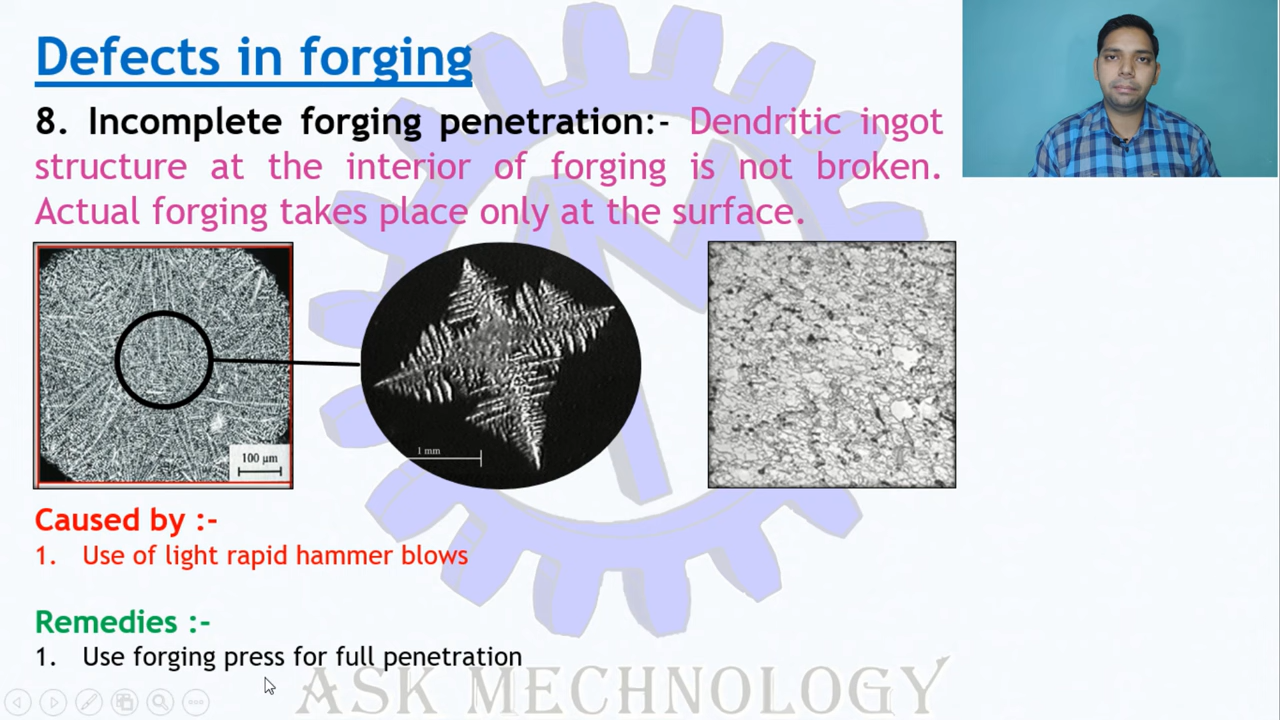 Defects in forging
8. Incomplete forging penetration:- Dendritic ingot
structure at the interior of forging is not broken.
Actual forging takes place only at the surface.
100 μm
1 mm
Caused by :-
1. Use of light rapid hammer blows
Remedies :-
1. Use forging press for full penetration
ASK MECHNOLOGY